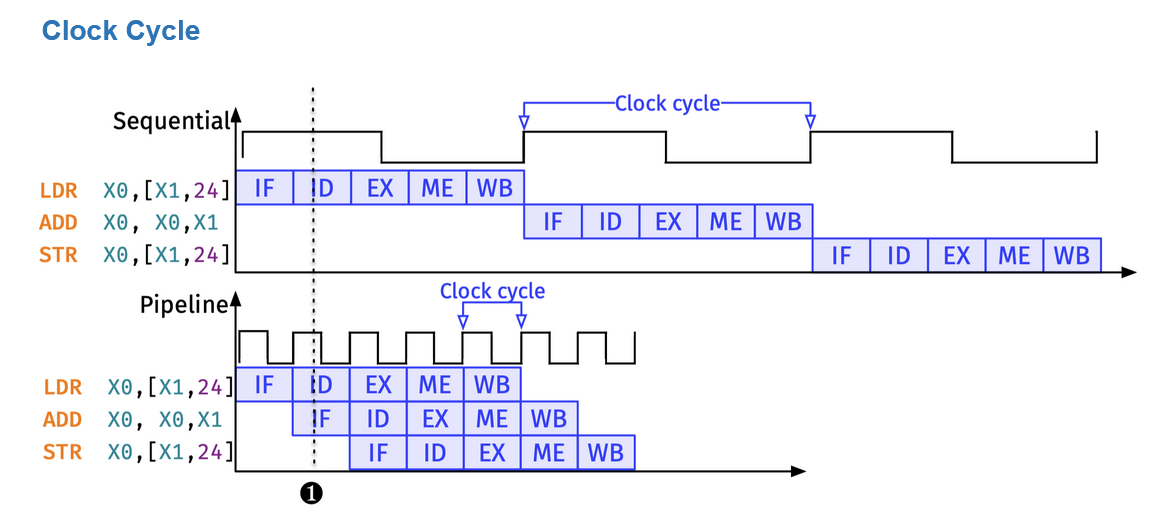 Clock Cycle
Clock cycle
Sequential
LDR X0,[X1,24] IF ID EX ME WB
ADD X0, X0,X1 IF ID EX ME WB
STR X0,[X1,24] IF ID EX ME WB
Clock cycle
Pipeline
LDR X0,[X1,24] IF ID EX ME WB
ADD X0, X0,X1 IF ID EX ME WB
STR X0,[X1,24] IF ID EX ME WB
❶